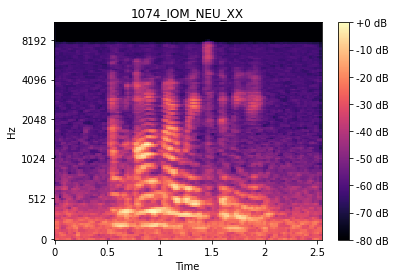 1074_IOM_NEU_XX
8192
4096
2048
1024
512
0
Hz
0
0.5
1
1.5
2
2.5
Time
+0 dB
-10 dB
-20 dB
-30 dB
-40 dB
-50 dB
-60 dB
-70 dB
-80 dB